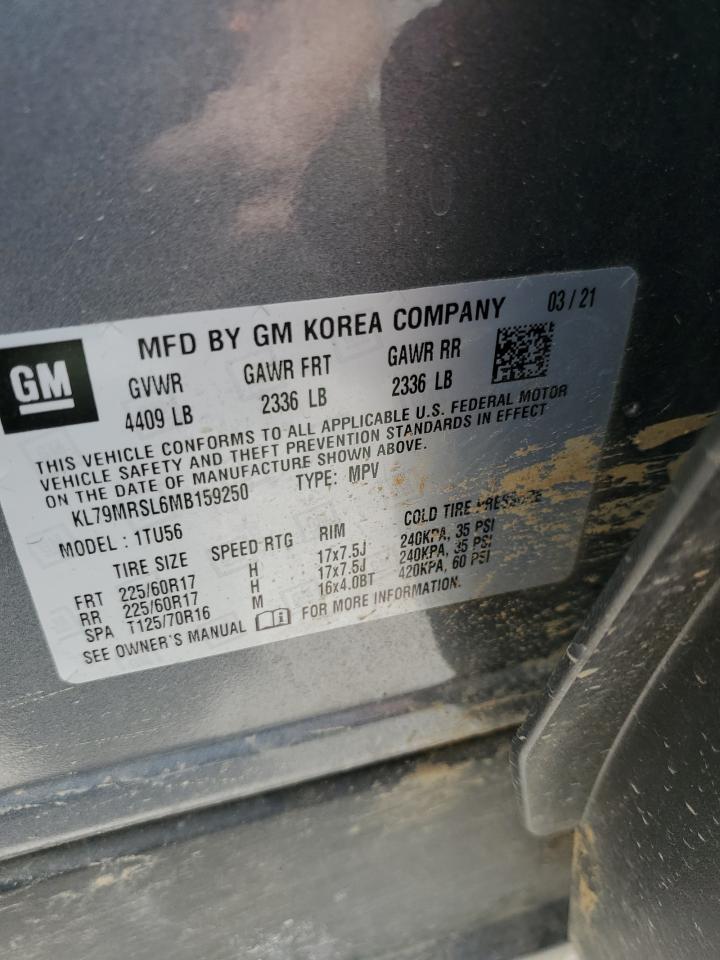 MFD BY GM KOREA COMPANY 03 / 21
GM
GVWR GAWR FRT GAWR RR
4409 LB 2336 LB 2336 LB
THIS VEHICLE CONFORMS TO ALL APPLICABLE U.S. FEDERAL MOTOR
VEHICLE SAFETY AND THEFT PREVENTION STANDARDS IN EFFECT
ON THE DATE OF MANUFACTURE SHOWN ABOVE.
KL79MRSL6MB159250 TYPE: MPV
MODEL : 1TU56
TIRE SIZE SPEED RTG RIM COLD TIRE PRESSURE
FRT 225/60R17 H 17x7.5J 240KPA, 35 PSI
RR 225/60R17 H 17x7.5J 240KPA, 35 PSI
SPA T125/70R16 M 16x4.0BT 420KPA, 60 PSI
SEE OWNER'S MANUAL FOR MORE INFORMATION.